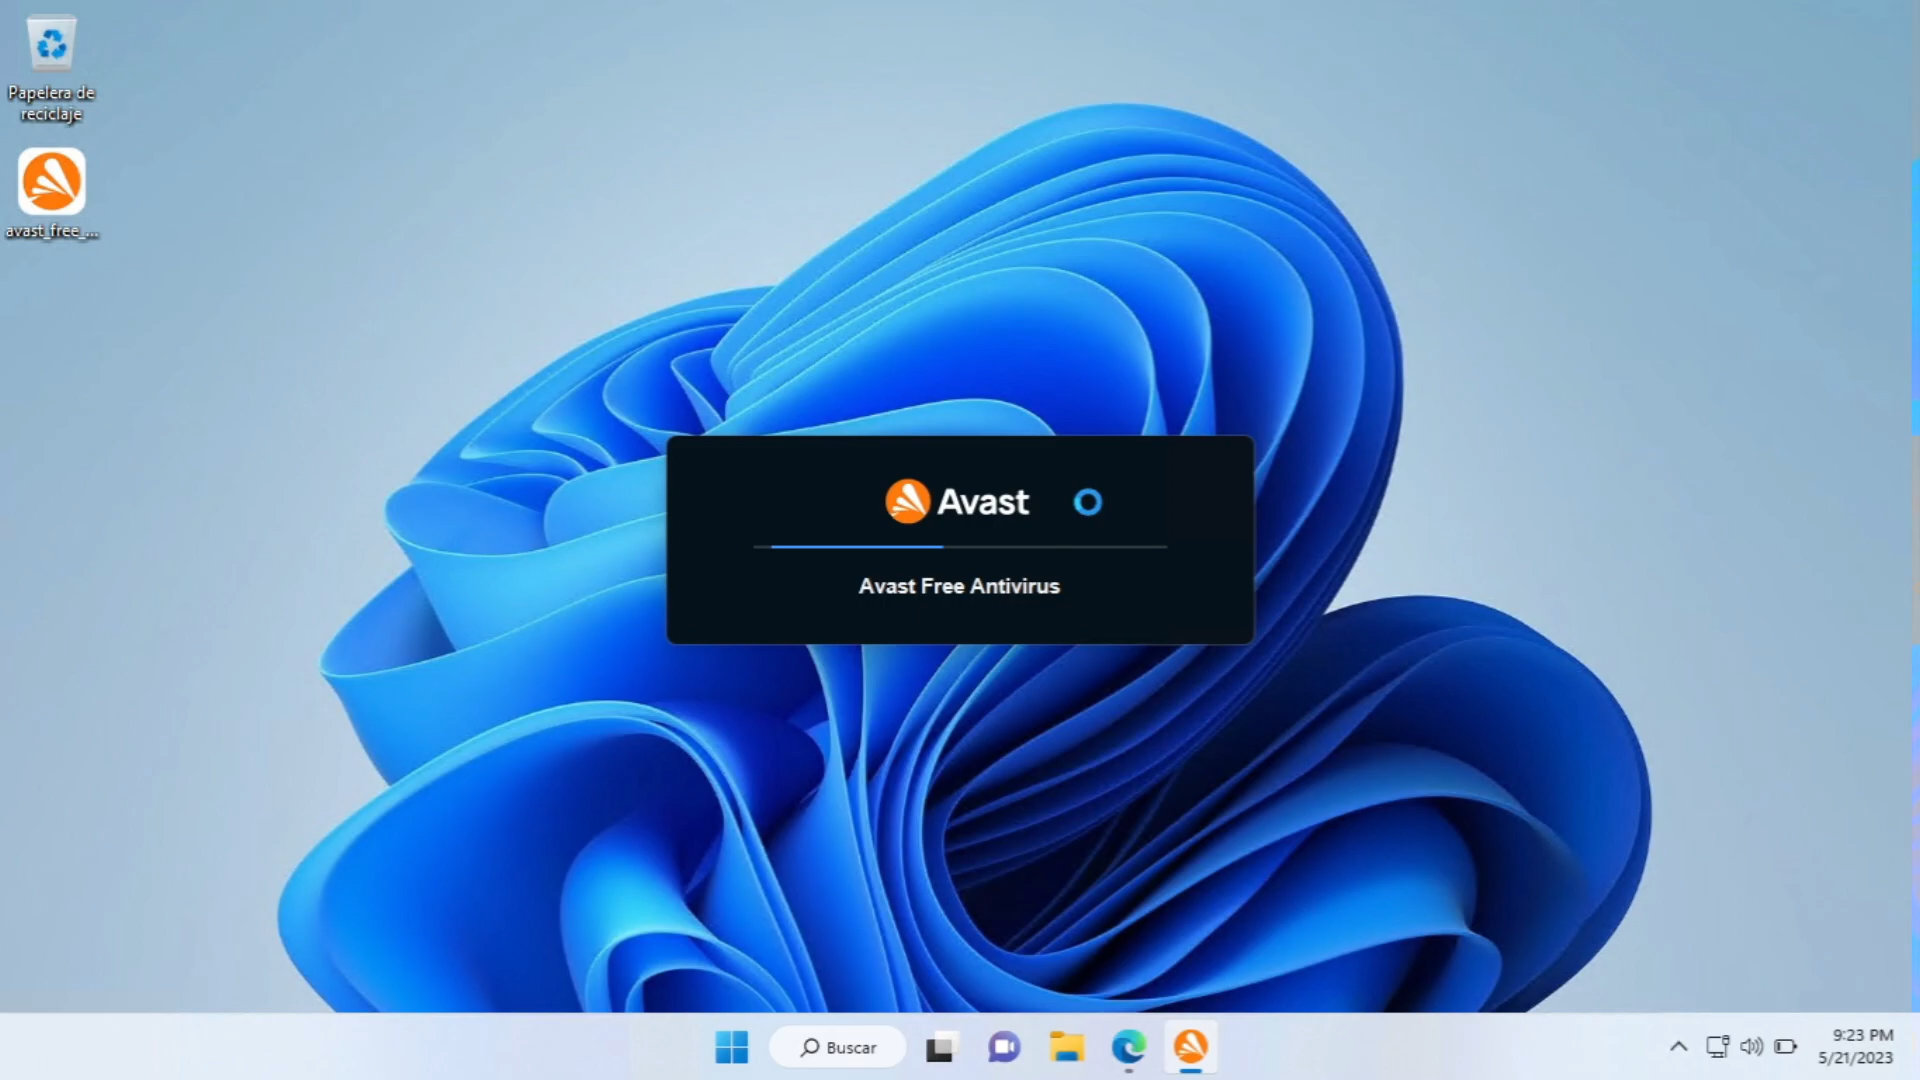 Papelera de
reciclaje
avast_free_...
Avast
Avast Free Antivirus
Buscar
9:23 PM
5/21/2023